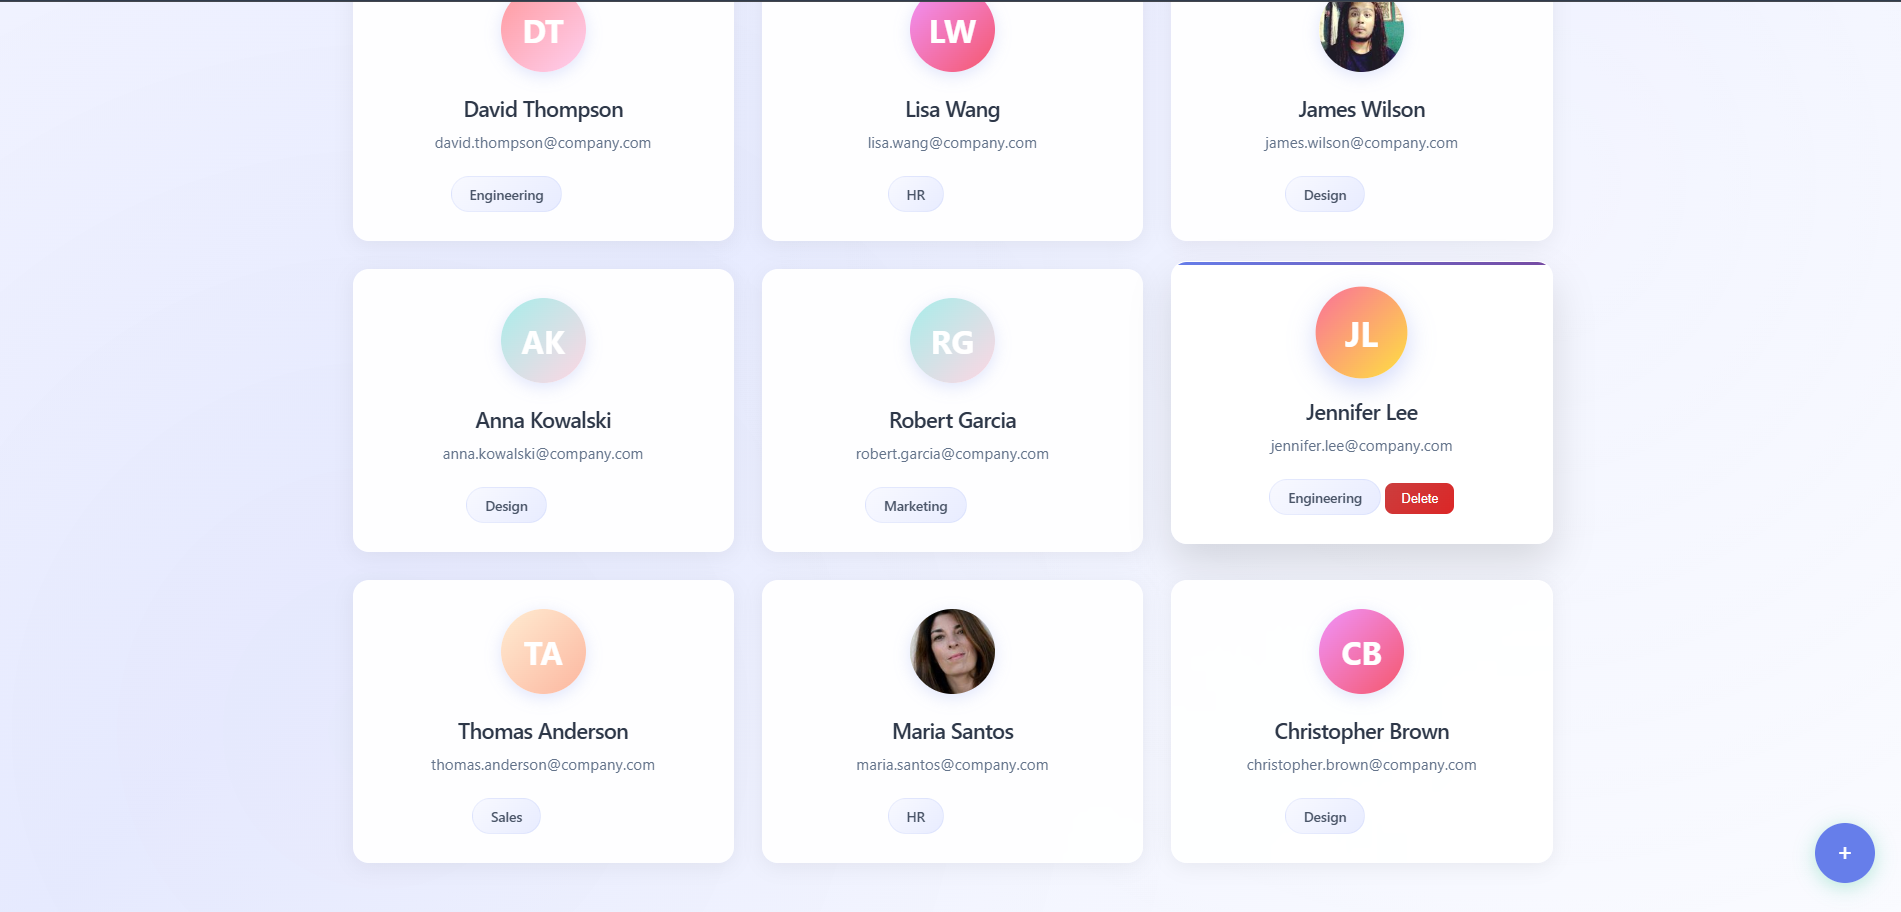 DT
LW
David Thompson
Lisa Wang
James Wilson
david.thompson@company.com
lisa.wang@company.com
james.wilson@company.com
Engineering
HR
Design
AK
RG
JL
Anna Kowalski
Robert Garcia
Jennifer Lee
anna.kowalski@company.com
robert.garcia@company.com
jennifer.lee@company.com
Design
Marketing
Engineering
Delete
TA
CB
Thomas Anderson
Maria Santos
Christopher Brown
thomas.anderson@company.com
maria.santos@company.com
christopher.brown@company.com
Sales
HR
Design
+